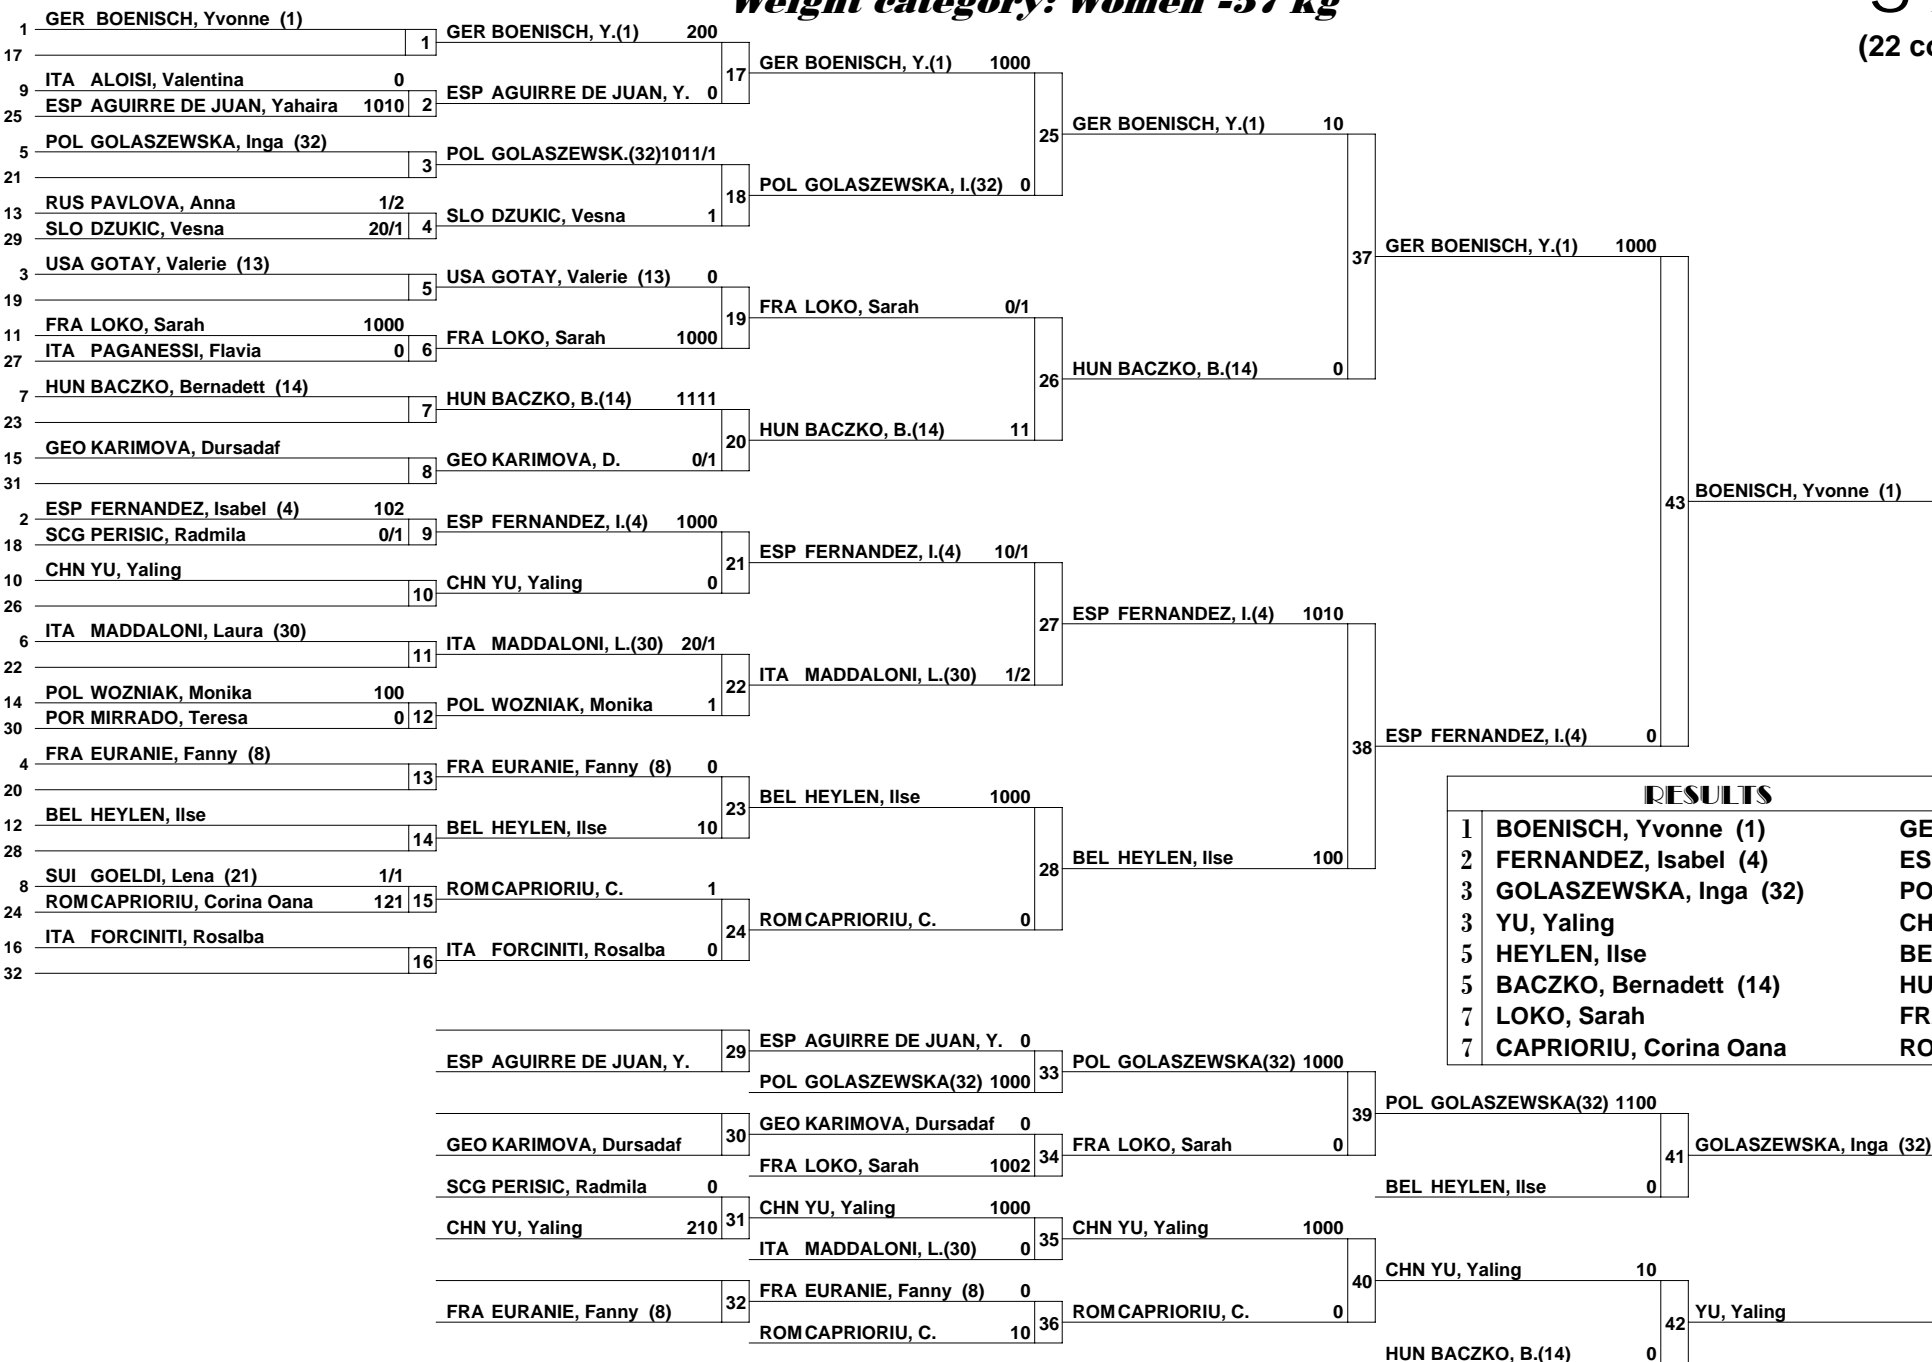 Weight category: Women -57 kg
(22 co
1 GER BOENISCH, Yvonne (1)
17
1
GER BOENISCH, Y.(1) 200
9 ITA ALOISI, Valentina 0
25 ESP AGUIRRE DE JUAN, Yahaira 1010
2
ESP AGUIRRE DE JUAN, Y. 0
17
GER BOENISCH, Y.(1) 1000
5 POL GOLASZEWSKA, Inga (32)
21
3
POL GOLASZEWSK.(32)1011/1
13 RUS PAVLOVA, Anna 1/2
29 SLO DZUKIC, Vesna 20/1
4
SLO DZUKIC, Vesna 1
18
POL GOLASZEWSKA, I.(32) 0
25
GER BOENISCH, Y.(1) 10
3 USA GOTAY, Valerie (13)
19
5
USA GOTAY, Valerie (13) 0
11 FRA LOKO, Sarah 1000
27 ITA PAGANESSI, Flavia 0
6
FRA LOKO, Sarah 1000
19
FRA LOKO, Sarah 0/1
7 HUN BACZKO, Bernadett (14)
23
7
HUN BACZKO, B.(14) 1111
15 GEO KARIMOVA, Dursadaf
31
8
GEO KARIMOVA, D. 0/1
20
HUN BACZKO, B.(14) 11
26
HUN BACZKO, B.(14) 0
37
GER BOENISCH, Y.(1) 1000
2 ESP FERNANDEZ, Isabel (4) 102
18 SCG PERISIC, Radmila 0/1
9
ESP FERNANDEZ, I.(4) 1000
10 CHN YU, Yaling
26
10
CHN YU, Yaling 0
21
ESP FERNANDEZ, I.(4) 10/1
6 ITA MADDALONI, Laura (30)
22
11
ITA MADDALONI, L.(30) 20/1
14 POL WOZNIAK, Monika 100
30 POR MIRRADO, Teresa 0
12
POL WOZNIAK, Monika 1
22
ITA MADDALONI, L.(30) 1/2
27
ESP FERNANDEZ, I.(4) 1010
4 FRA EURANIE, Fanny (8)
20
13
FRA EURANIE, Fanny (8) 0
12 BEL HEYLEN, Ilse
28
14
BEL HEYLEN, Ilse 10
23
BEL HEYLEN, Ilse 1000
8 SUI GOELDI, Lena (21) 1/1
24 ROM CAPRIORIU, Corina Oana 121
15
ROM CAPRIORIU, C. 1
16 ITA FORCINITI, Rosalba
32
16
ITA FORCINITI, Rosalba 0
24
ROM CAPRIORIU, C. 0
28
BEL HEYLEN, Ilse 100
38
ESP FERNANDEZ, I.(4) 0
43
BOENISCH, Yvonne (1)
RESULTS
1 BOENISCH, Yvonne (1) GE
2 FERNANDEZ, Isabel (4) ES
3 GOLASZEWSKA, Inga (32) PO
3 YU, Yaling CH
5 HEYLEN, Ilse BE
5 BACZKO, Bernadett (14) HU
7 LOKO, Sarah FR
7 CAPRIORIU, Corina Oana RO
ESP AGUIRRE DE JUAN, Y.
29
ESP AGUIRRE DE JUAN, Y. 0
POL GOLASZEWSKA(32) 1000
33
POL GOLASZEWSKA(32) 1000
GEO KARIMOVA, Dursadaf
30
GEO KARIMOVA, Dursadaf 0
FRA LOKO, Sarah 1002
34
FRA LOKO, Sarah 0
39
POL GOLASZEWSKA(32) 1100
BEL HEYLEN, Ilse 0
41
GOLASZEWSKA, Inga (32)
SCG PERISIC, Radmila 0
CHN YU, Yaling 210
31
CHN YU, Yaling 1000
ITA MADDALONI, L.(30) 0
35
CHN YU, Yaling 1000
FRA EURANIE, Fanny (8)
32
FRA EURANIE, Fanny (8) 0
ROM CAPRIORIU, C. 10
36
ROM CAPRIORIU, C. 0
40
CHN YU, Yaling 10
HUN BACZKO, B.(14) 0
42
YU, Yaling